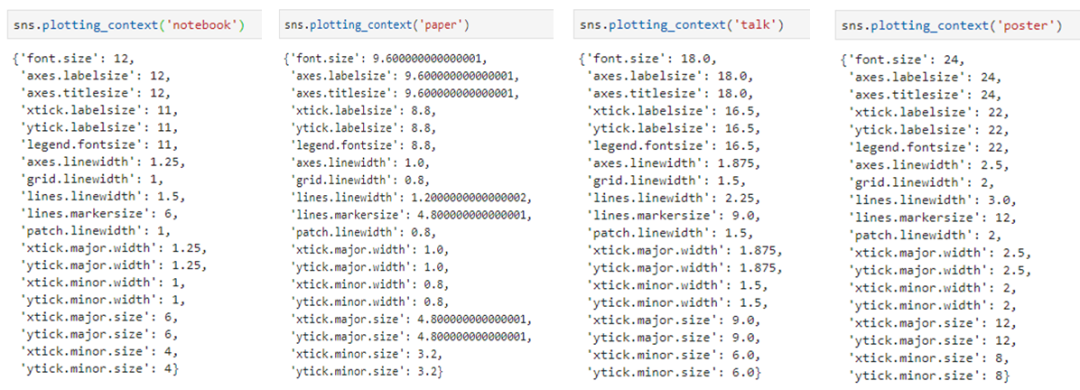 sns.plotting_context('notebook')
{'font.size': 12,
'axes.labelsize': 12,
'axes.titlesize': 12,
'xtick.labelsize': 11,
'ytick.labelsize': 11,
'legend.fontsize': 11,
'axes.linewidth': 1.25,
'grid.linewidth': 1,
'lines.linewidth': 1.5,
'lines.markersize': 6,
'patch.linewidth': 1,
'xtick.major.width': 1.25,
'ytick.major.width': 1.25,
'xtick.minor.width': 1,
'ytick.minor.width': 1,
'xtick.major.size': 6,
'ytick.major.size': 6,
'xtick.minor.size': 4,
'ytick.minor.size': 4}
sns.plotting_context('paper')
{'font.size': 9.600000000000001,
'axes.labelsize': 9.600000000000001,
'axes.titlesize': 9.600000000000001,
'xtick.labelsize': 8.8,
'ytick.labelsize': 8.8,
'legend.fontsize': 8.8,
'axes.linewidth': 1.0,
'grid.linewidth': 0.8,
'lines.linewidth': 1.2000000000000002,
'lines.markersize': 4.800000000000001,
'patch.linewidth': 0.8,
'xtick.major.width': 1.0,
'ytick.major.width': 1.0,
'xtick.minor.width': 0.8,
'ytick.minor.width': 0.8,
'xtick.major.size': 4.800000000000001,
'ytick.major.size': 4.800000000000001,
'xtick.minor.size': 3.2,
'ytick.minor.size': 3.2}
sns.plotting_context('talk')
{'font.size': 18.0,
'axes.labelsize': 18.0,
'axes.titlesize': 18.0,
'xtick.labelsize': 16.5,
'ytick.labelsize': 16.5,
'legend.fontsize': 16.5,
'axes.linewidth': 1.875,
'grid.linewidth': 1.5,
'lines.linewidth': 2.25,
'lines.markersize': 9.0,
'patch.linewidth': 1.5,
'xtick.major.width': 1.875,
'ytick.major.width': 1.875,
'xtick.minor.width': 1.5,
'ytick.minor.width': 1.5,
'xtick.major.size': 9.0,
'ytick.major.size': 9.0,
'xtick.minor.size': 6.0,
'ytick.minor.size': 6.0}
sns.plotting_context('poster')
{'font.size': 24,
'axes.labelsize': 24,
'axes.titlesize': 24,
'xtick.labelsize': 22,
'ytick.labelsize': 22,
'legend.fontsize': 22,
'axes.linewidth': 2.5,
'grid.linewidth': 2,
'lines.linewidth': 3.0,
'lines.markersize': 12,
'patch.linewidth': 2,
'xtick.major.width': 2.5,
'ytick.major.width': 2.5,
'xtick.minor.width': 2,
'ytick.minor.width': 2,
'xtick.major.size': 12,
'ytick.major.size': 12,
'xtick.minor.size': 8,
'ytick.minor.size': 8}